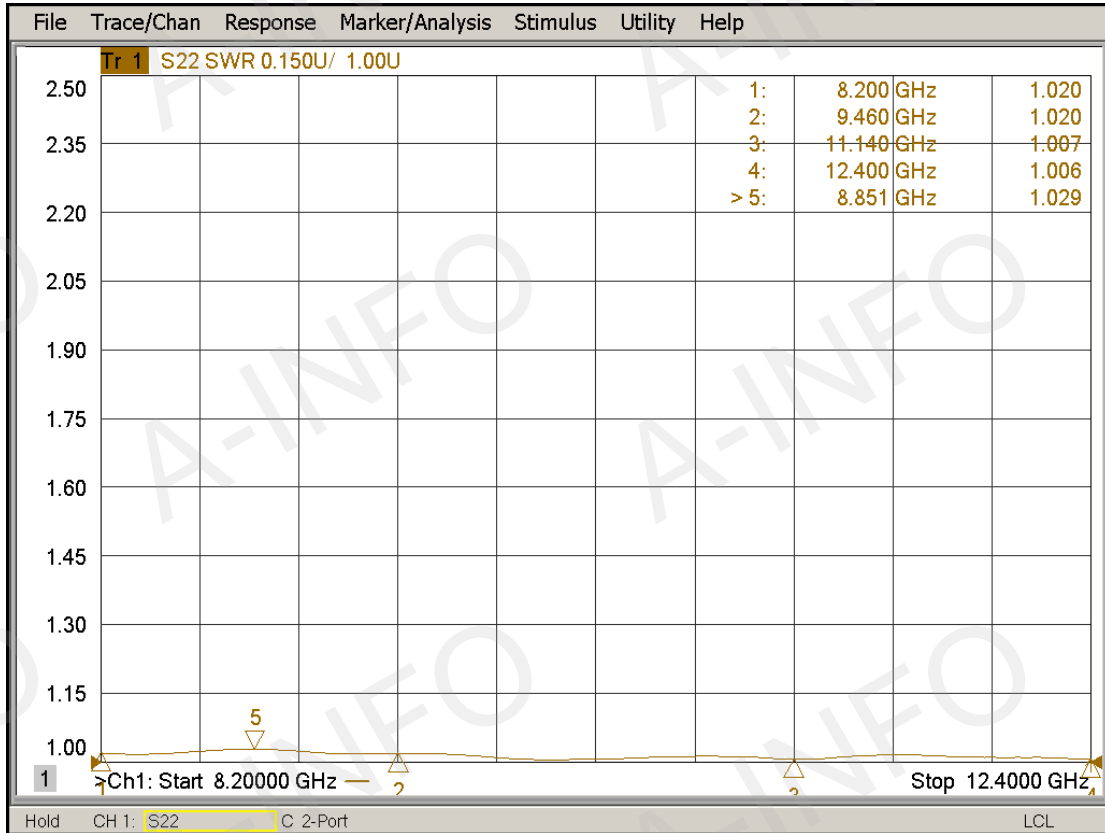 File Trace/Chan Response Marker/Analysis Stimulus Utility Help
Tr 1 S22 SWR 0.150U/ 1.00U
2.50
2.35
2.20
2.05
1.90
1.75
1.60
1.45
1.30
1.15
1.00
1: 8.200 GHz 1.020
2: 9.460 GHz 1.020
3: 11.140 GHz 1.007
4: 12.400 GHz 1.006
> 5: 8.851 GHz 1.029
5
1
2
3
4
1 >Ch1: Start 8.20000 GHz — Stop 12.4000 GHz
Hold CH 1: S22 C 2-Port LCL
A-INFO
A-INFO
A-INFO
A-INFO